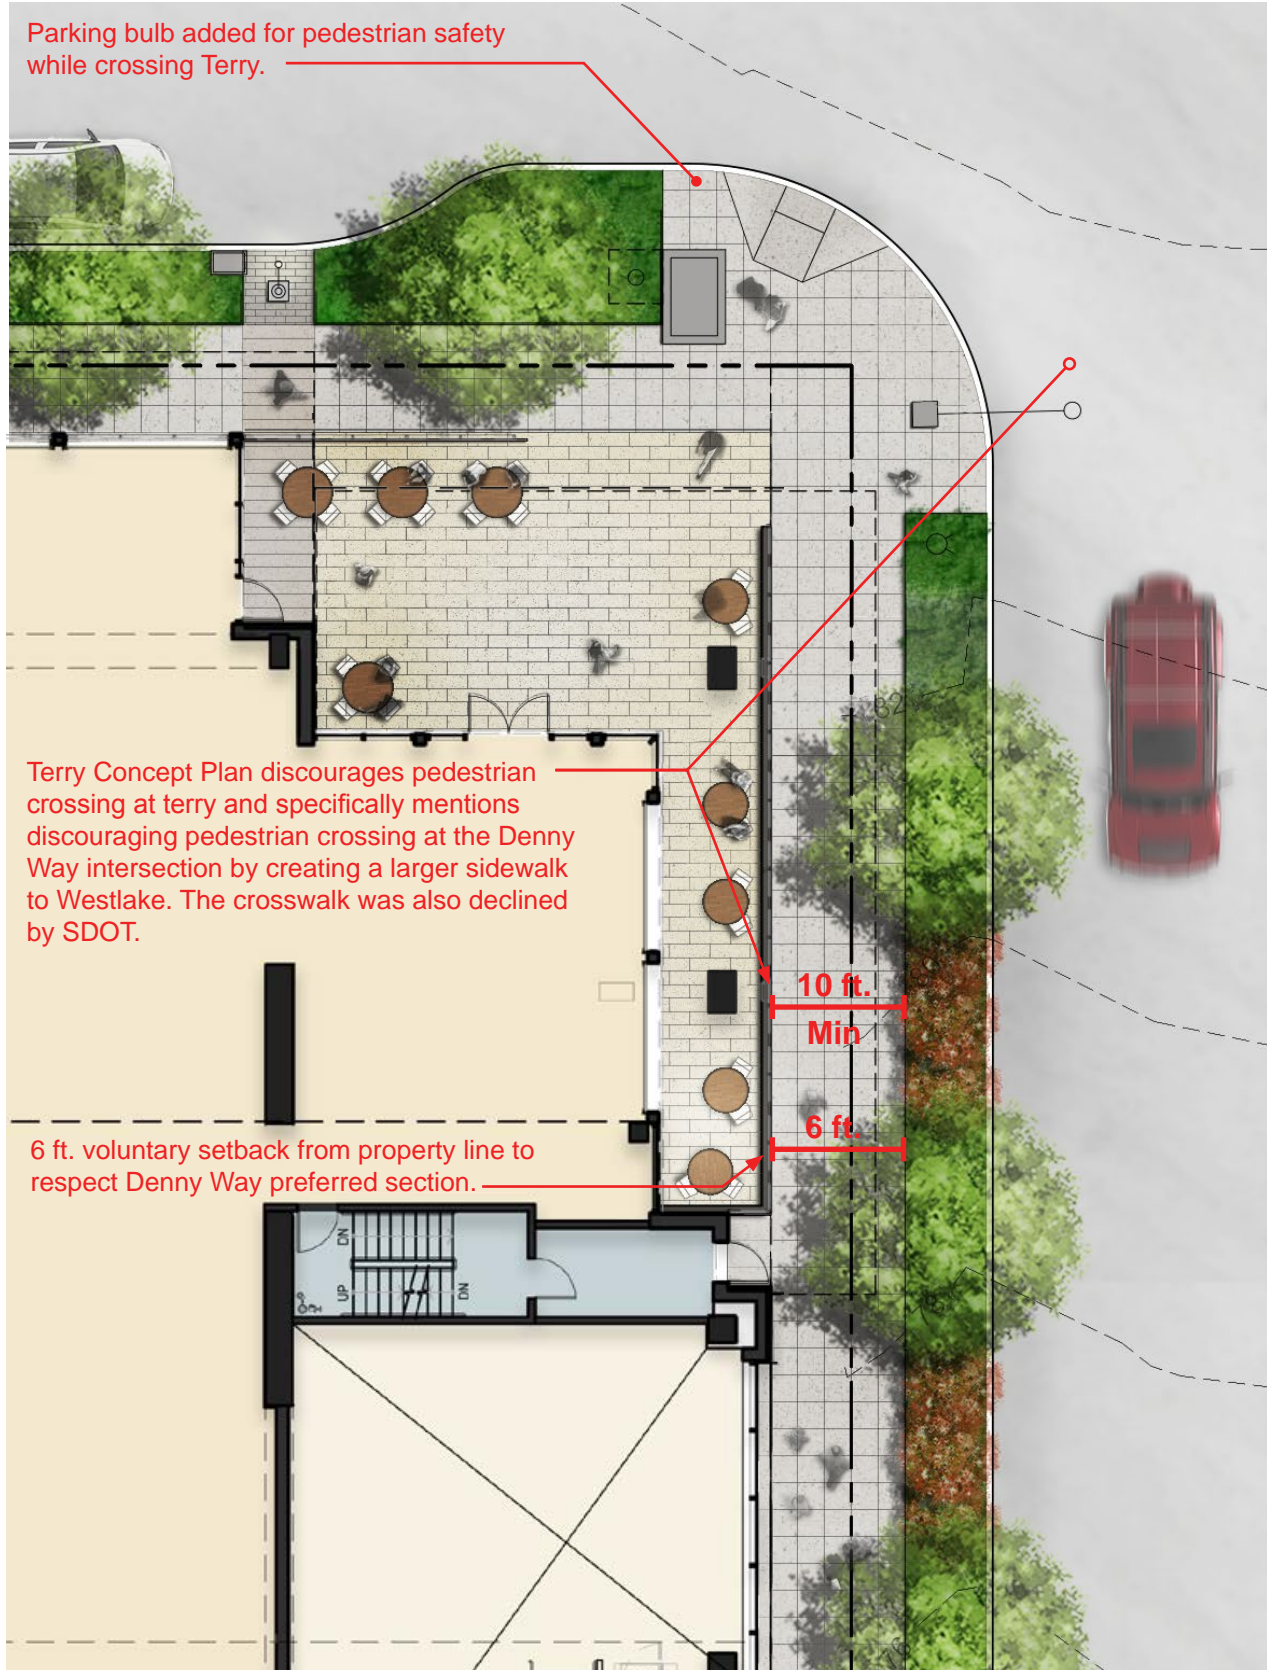 Parking bulb added for pedestrian safety
while crossing Terry.
Terry Concept Plan discourages pedestrian
crossing at terry and specifically mentions
discouraging pedestrian crossing at the Denny
Way intersection by creating a larger sidewalk
to Westlake. The crosswalk was also declined
by SDOT.
10 ft.
Min
6 ft.
6 ft. voluntary setback from property line to
respect Denny Way preferred section.
DN
UP
DN